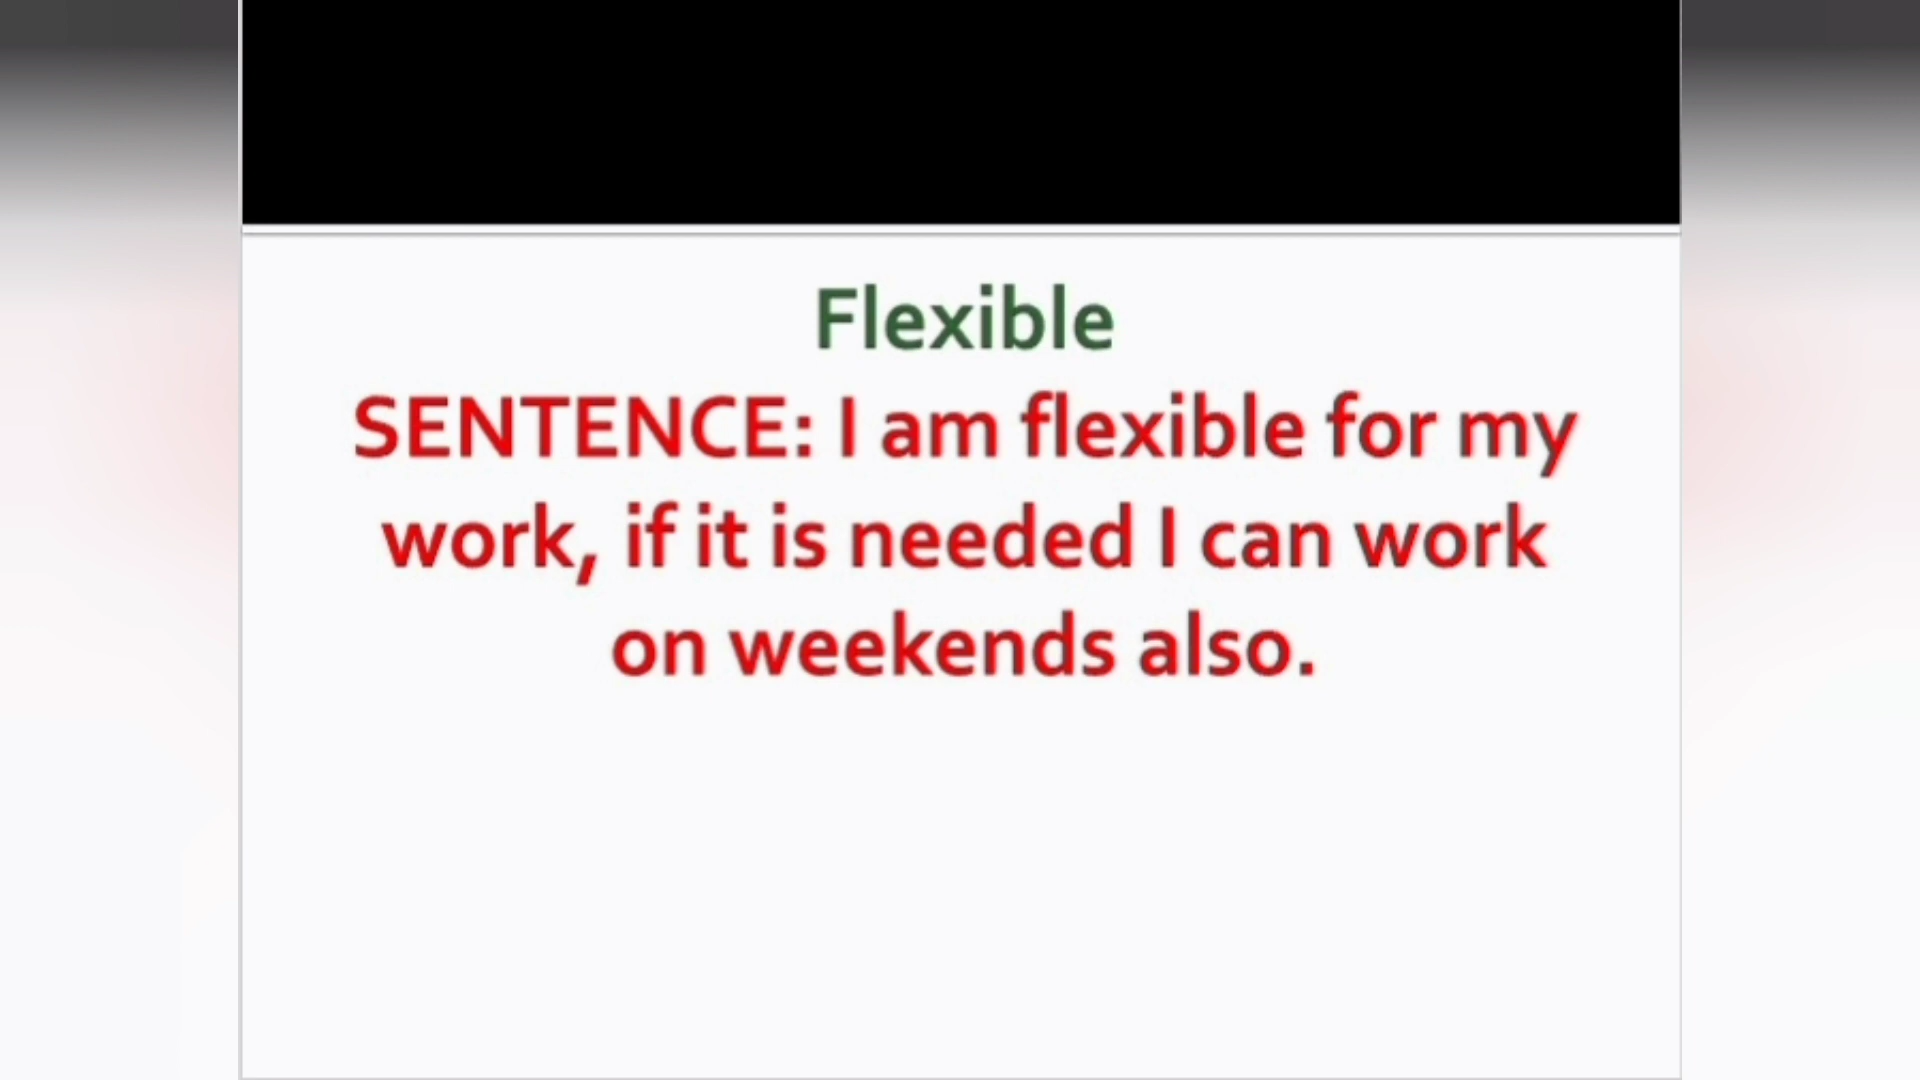 Flexible
SENTENCE: I am flexible for my
work, if it is needed I can work
on weekends also.